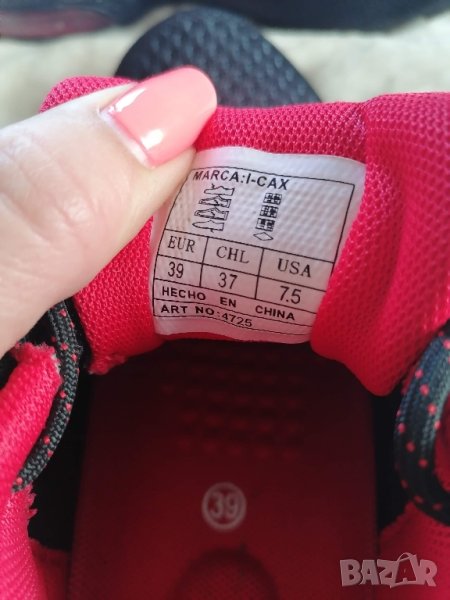 MARCA:I-CAX
EUR CHL USA
39 37 7.5
HECHO EN CHINA
ART NO:4725
39
BAZAR